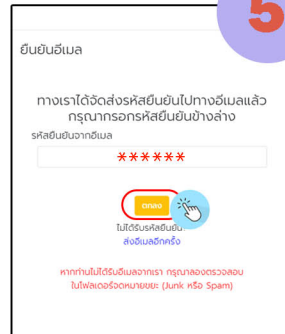 5
ยืนยันอีเมล
ทางเราได้จัดส่งรหัสยืนยันไปทางอีเมลแล้ว
กรุณากรอกรหัสยืนยันข้างล่าง
รหัสยืนยันจากอีเมล
******
ตกลง
ไม่ได้รับรหัสยืนยัน?
ส่งอีเมลอีกครั้ง
หากท่านไม่ได้รับอีเมลจากเรา กรุณาลองตรวจสอบ
ในโฟลเดอร์จดหมายขยะ (Junk หรือ Spam)